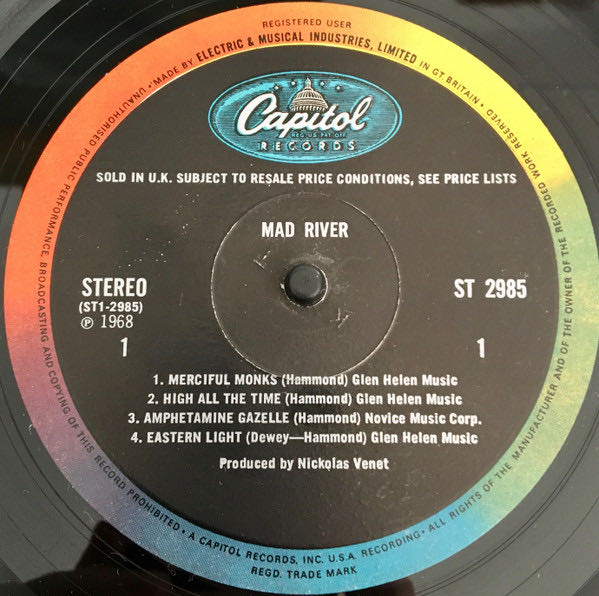 REGISTERED USER
• MADE BY ELECTRIC & MUSICAL INDUSTRIES, LIMITED IN GT. BRITAIN •
UNAUTHORISED PUBLIC PERFORMANCE, BROADCASTING AND COPYING OF THIS RECORD PROHIBITED • A CAPITOL RECORDS, INC. U.S.A. RECORDING • ALL RIGHTS OF THE MANUFACTURER AND OF THE OWNER OF THE RECORDED WORK RESERVED
REGD. TRADE MARK
Capitol
REG. U.S. PAT. OFF.
RECORDS
SOLD IN U.K. SUBJECT TO RESALE PRICE CONDITIONS, SEE PRICE LISTS
MAD RIVER
STEREO ST 2985
(ST1-2985)
℗ 1968
1 1
1. MERCIFUL MONKS (Hammond) Glen Helen Music
2. HIGH ALL THE TIME (Hammond) Glen Helen Music
3. AMPHETAMINE GAZELLE (Hammond) Novice Music Corp.
4. EASTERN LIGHT (Dewey—Hammond) Glen Helen Music
Produced by Nickolas Venet